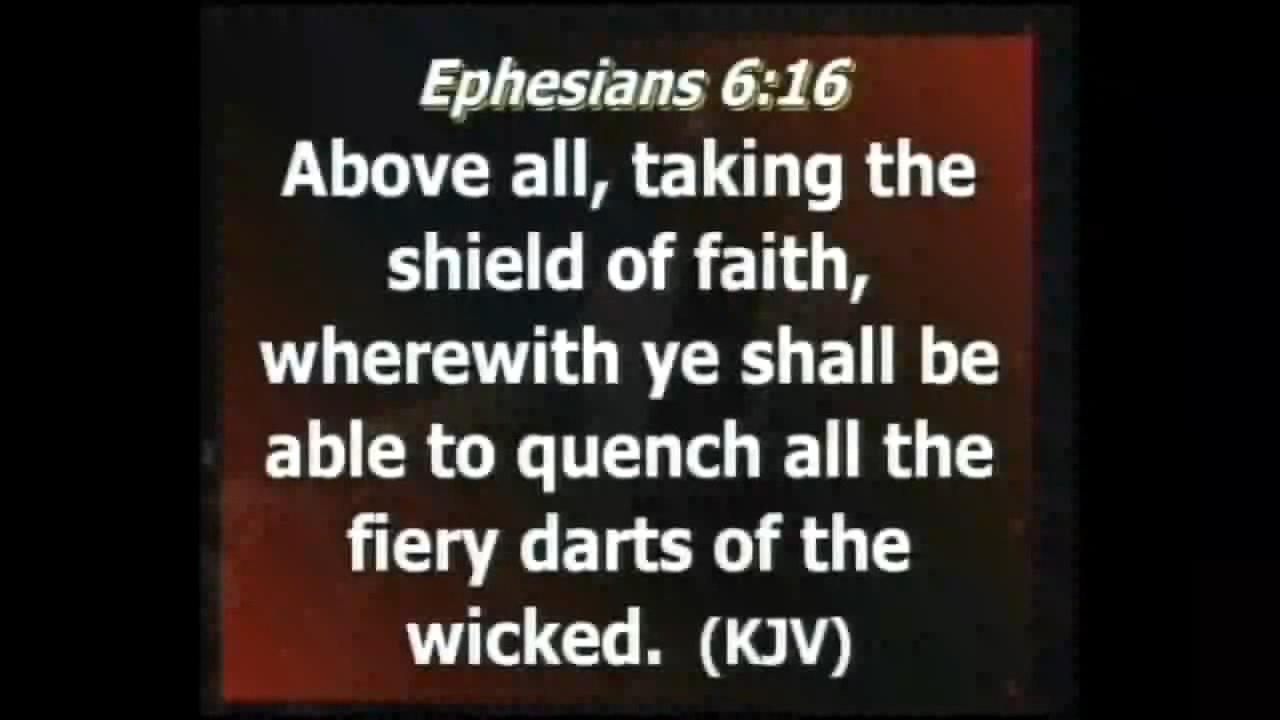 Ephesians 6:16
Above all, taking the
shield of faith,
wherewith ye shall be
able to quench all the
fiery darts of the
wicked. (KJV)